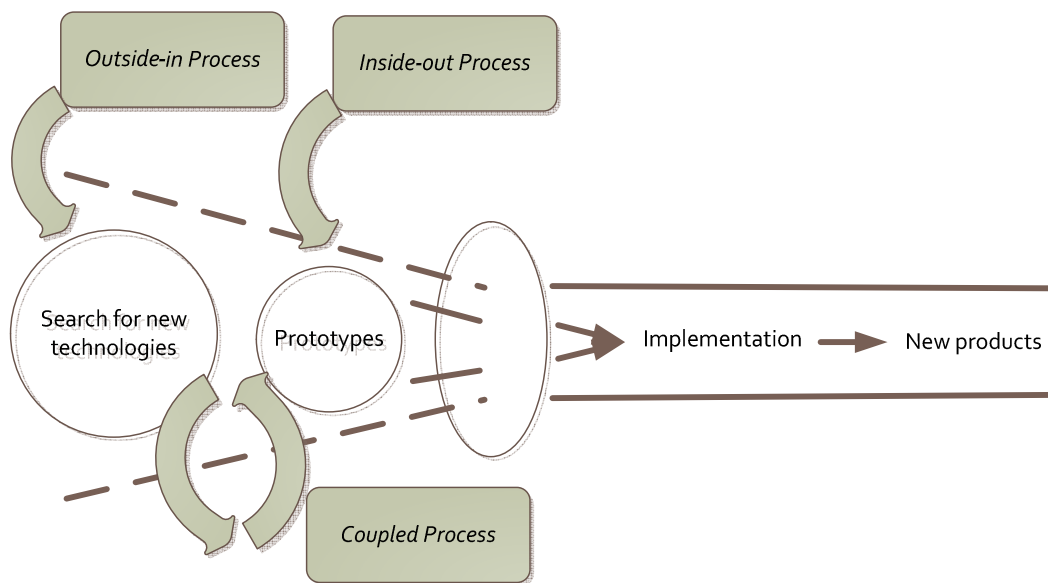 Outside-in Process
Inside-out Process
Search for new
technologies
Prototypes
Implementation
New products
Coupled Process